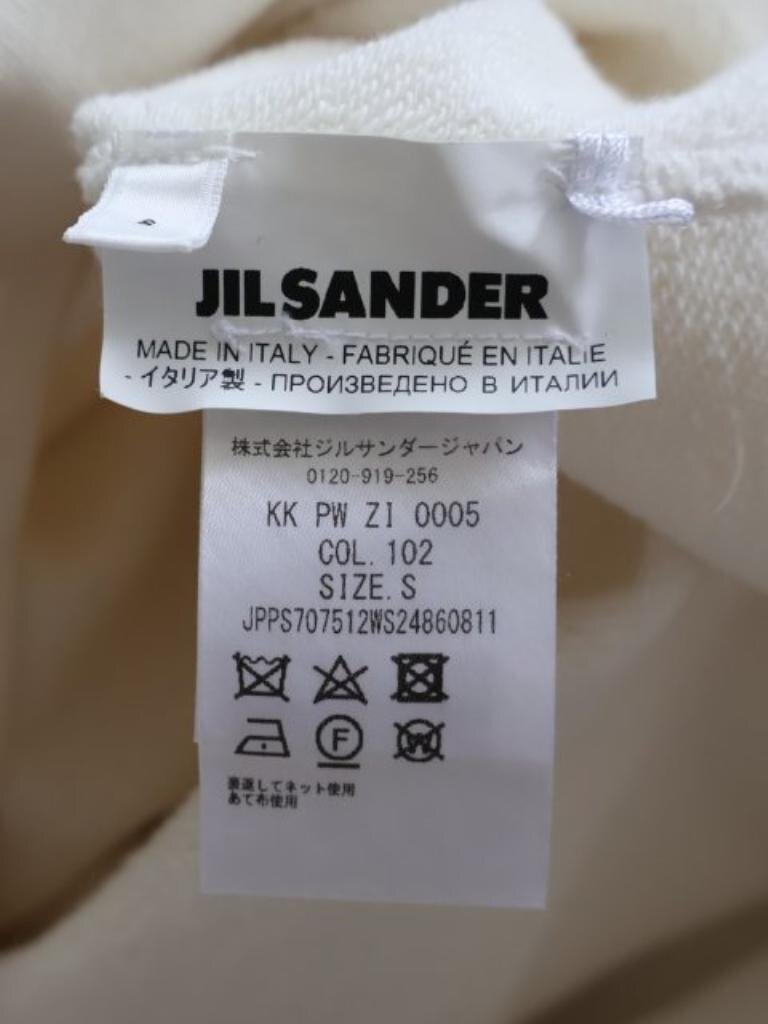 JIL SANDER
MADE IN ITALY - FABRIQUÉ EN ITALIE
- イタリア製 - ПРОИЗВЕДЕНО В ИТАЛИИ
株式会社ジルサンダージャパン
0120-919-256
KK PW ZI 0005
COL. 102
SIZE. S
JPPS707512WS24860811
F
W
裏返してネット使用
あて布使用